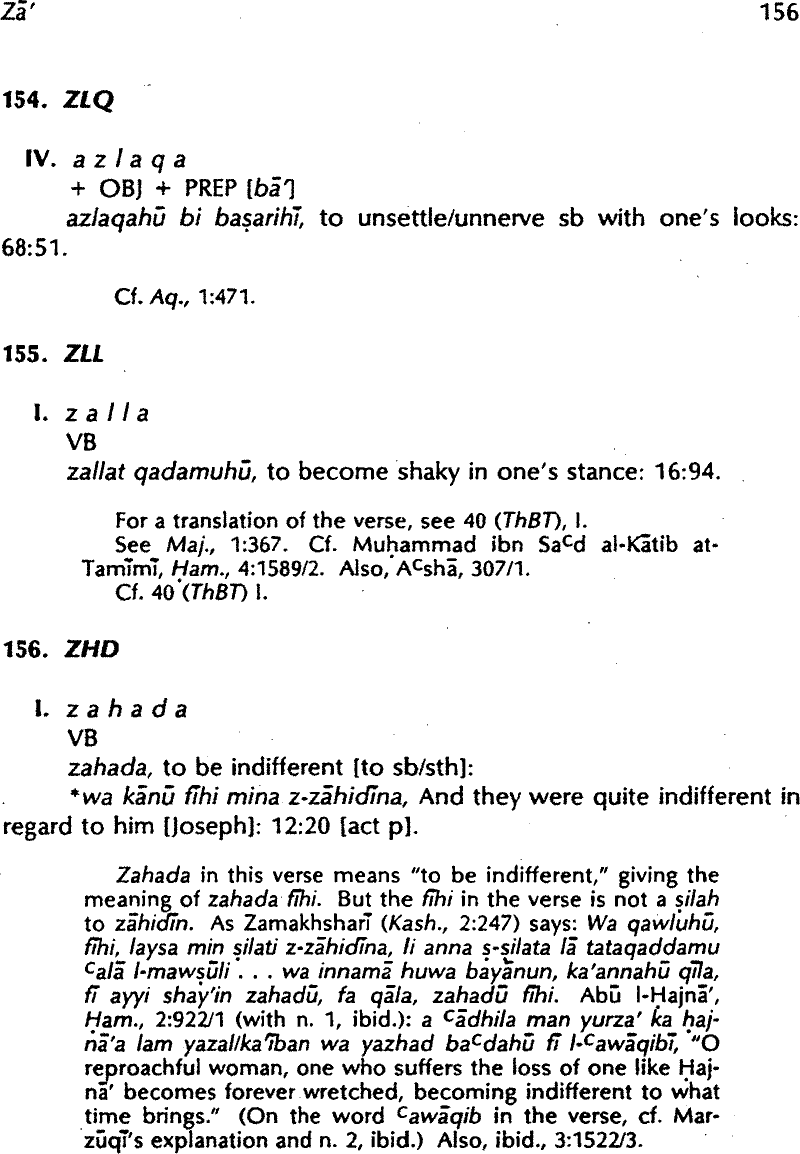 Zā' 156
154. ZLQ
IV. a z l a q a
+ OBJ + PREP [bā']
azlaqahū bi baṣarihī, to unsettle/unnerve sb with one's looks:
68:51.
Cf. Aq., 1:471.
155. ZLL
I. z a l l a
VB
zallat qadamuhū, to become shaky in one's stance: 16:94.
For a translation of the verse, see 40 (ThBT), I.
See Maj., 1:367. Cf. Muḥammad ibn Saᶜd al-Kātib at-
Tamīmī, Ḥam., 4:1589/2. Also, Aᶜshā, 307/1.
Cf. 40 (ThBT) I.
156. ZHD
I. z a h a d a
VB
zahada, to be indifferent [to sb/sth]:
*wa kānū fīhi mina z-zāhidīna, And they were quite indifferent in
regard to him [Joseph]: 12:20 [act p].
Zahada in this verse means "to be indifferent," giving the
meaning of zahada fīhi. But the fīhi in the verse is not a ṣilah
to zāhidīn. As Zamakhsharī (Kash., 2:247) says: Wa qawluhū,
fīhi, laysa min ṣilati z-zāhidīna, li anna ṣ-ṣilata lā tataqaddamu
ᶜalā l-mawṣūli . . . wa innamā huwa bayānun, ka'annahū qīla,
fī ayyi shay'in zahadū, fa qāla, zahadū fīhi. Abū l-Ḥajnā',
Ḥam., 2:922/1 (with n. 1, ibid.): a ᶜādhila man yurza' ka ḥaj-
nā'a lam yazal/ka'īban wa yazhad baᶜdahū fī l-ᶜawāqibī, "O
reproachful woman, one who suffers the loss of one like Ḥaj-
nā' becomes forever wretched, becoming indifferent to what
time brings." (On the word ᶜawāqib in the verse, cf. Mar-
zūqī's explanation and n. 2, ibid.) Also, ibid., 3:1522/3.